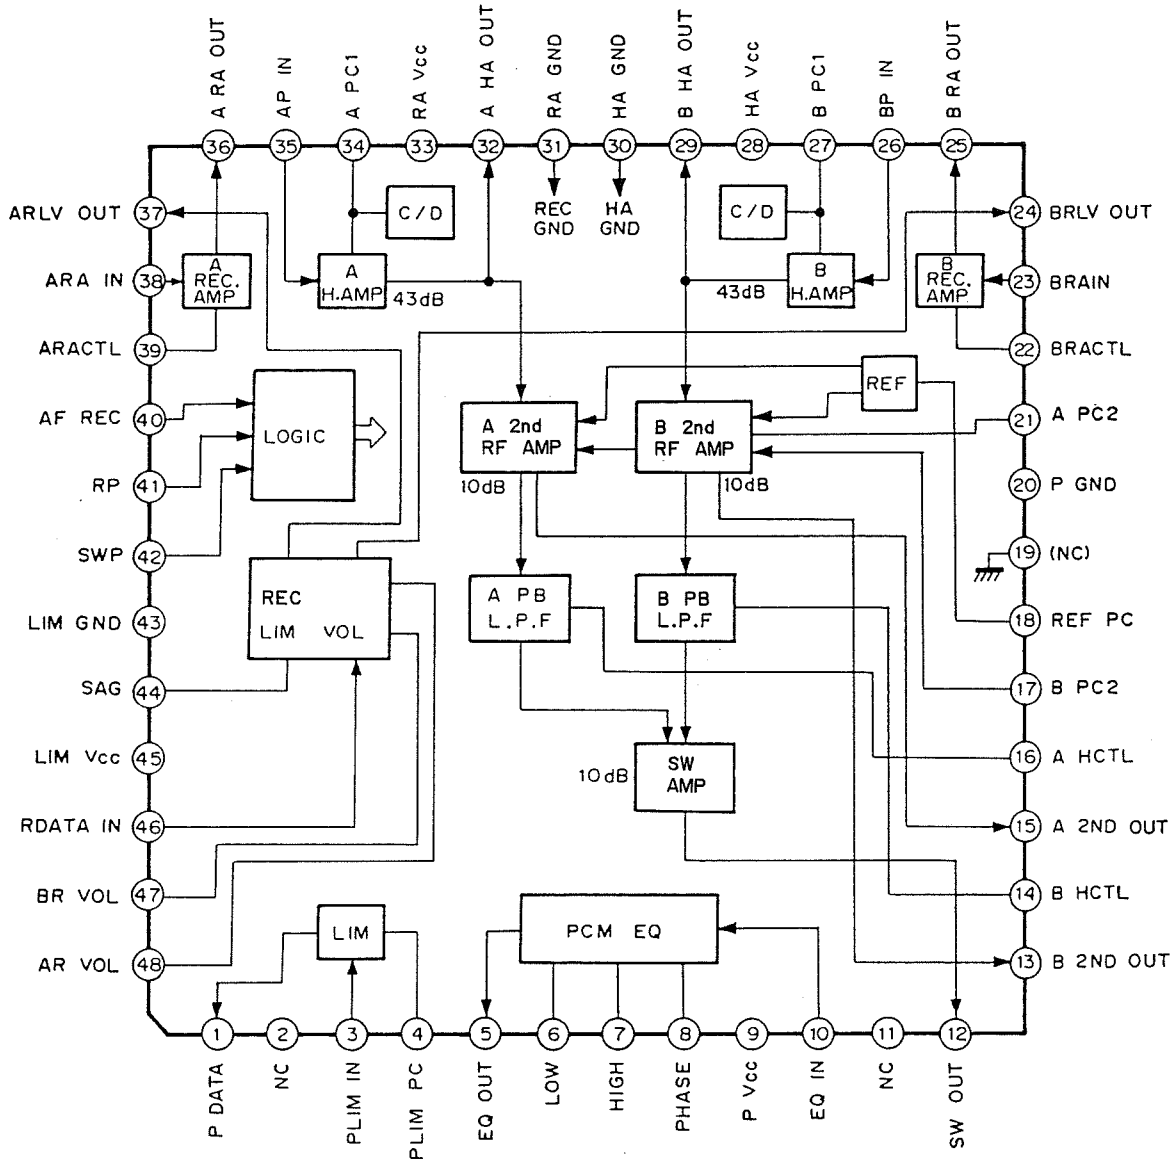 A RA OUT
AP IN
A PC1
RA Vcc
A HA OUT
RA GND
HA GND
B HA OUT
HA Vcc
B PC1
BP IN
B RA OUT
36
35
34
33
32
31
30
29
28
27
26
25
ARLV OUT
37
C/D
REC
GND
HA
GND
C/D
24
BRLV OUT
ARA IN
38
A
REC.
AMP
A
H.AMP
43dB
43dB
B
H.AMP
B
REC.
AMP
23
BRAIN
ARACTL
39
22
BRACTL
REF
AF REC
40
LOGIC
A 2nd
RF AMP
10dB
B 2nd
RF AMP
10dB
21
A PC2
RP
41
20
P GND
SWP
42
19
(NC)
REC
LIM VOL
A PB
L.P.F
B PB
L.P.F
LIM GND
43
18
REF PC
SAG
44
17
B PC2
LIM Vcc
45
10dB
SW
AMP
16
A HCTL
RDATA IN
46
15
A 2ND OUT
BR VOL
47
14
B HCTL
LIM
PCM EQ
AR VOL
48
13
B 2ND OUT
1
2
3
4
5
6
7
8
9
10
11
12
P DATA
NC
PLIM IN
PLIM PC
EQ OUT
LOW
HIGH
PHASE
P Vcc
EQ IN
NC
SW OUT